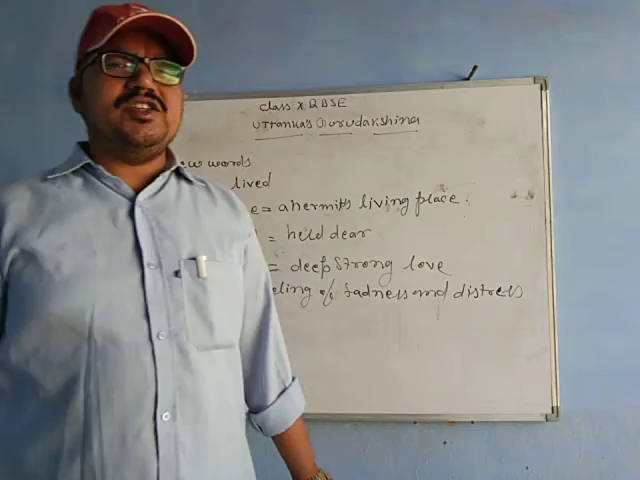 Class X RBSE
UTTanka's Gurudakshina
ew words
lived
e = a hermit's living place.
= held dear
= deep strong love
eling of sadness and distress